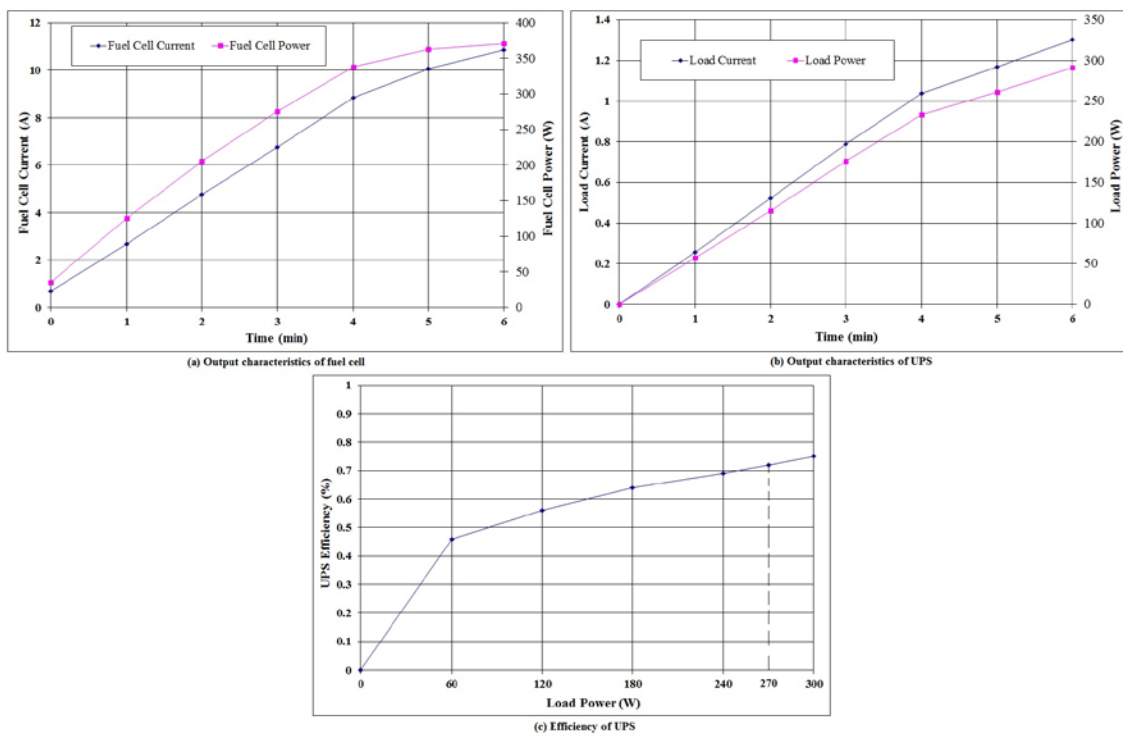 12
10
8
6
4
2
0
400
350
300
250
200
150
100
50
0
Fuel Cell Current
Fuel Cell Power
Fuel Cell Current (A)
Fuel Cell Power (W)
0 1 2 3 4 5 6
Time (min)
(a) Output characteristics of fuel cell
1.4
1.2
1
0.8
0.6
0.4
0.2
0
350
300
250
200
150
100
50
0
Load Current
Load Power
Load Current (A)
Load Power (W)
0 1 2 3 4 5 6
Time (min)
(b) Output characteristics of UPS
1
0.9
0.8
0.7
0.6
0.5
0.4
0.3
0.2
0.1
0
UPS Efficiency (%)
0 60 120 180 240 270 300
Load Power (W)
(c) Efficiency of UPS